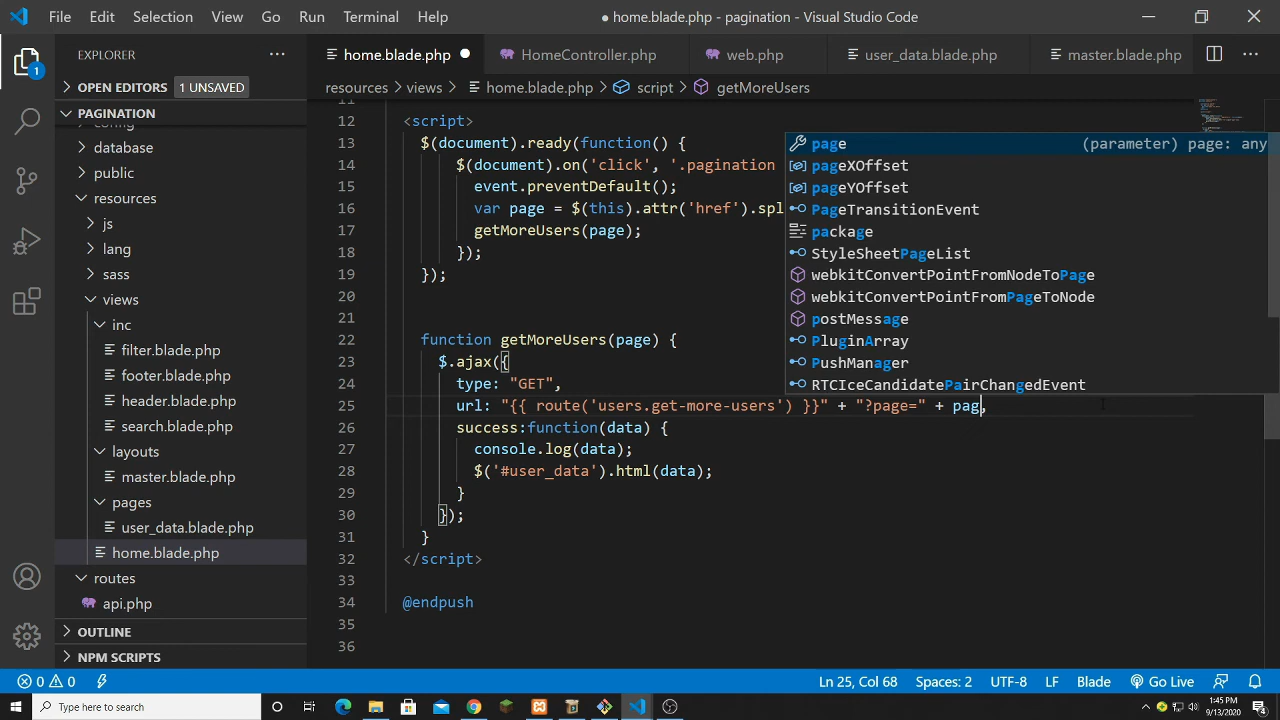 File Edit Selection View Go Run Terminal Help
● home.blade.php - pagination - Visual Studio Code
EXPLORER ···
home.blade.php ●
HomeController.php
web.php
user_data.blade.php
master.blade.php
···
1
OPEN EDITORS 1 UNSAVED
resources > views > home.blade.php > script > getMoreUsers
PAGINATION
config
database
public
resources
js
lang
sass
views
inc
filter.blade.php
footer.blade.php
header.blade.php
layouts
master.blade.php
pages
user_data.blade.php
home.blade.php
routes
api.php
OUTLINE
NPM SCRIPTS
11
12 <script>
13 $(document).ready(function() {
14 $(document).on('click', '.pagination
15 event.preventDefault();
16 var page = $(this).attr('href').spl
17 getMoreUsers(page);
18 });
19 });
20
21
22 function getMoreUsers(page) {
23 $.ajax({
24 type: "GET",
25 url: "{{ route('users.get-more-users') }}" + "?page=" + pag,
26 success:function(data) {
27 console.log(data);
28 $('#user_data').html(data);
29 }
30 });
31 }
32 </script>
33
34 @endpush
35
36
page (parameter) page: any
pageXOffset
pageYOffset
PageTransitionEvent
package
StyleSheetPageList
webkitConvertPointFromNodeToPage
webkitConvertPointFromPageToNode
postMessage
PluginArray
PushManager
RTCIceCandidatePairChangedEvent
0 0
Ln 25, Col 68 Spaces: 2 UTF-8 LF Blade Go Live
Type here to search
1:45 PM
9/13/2020